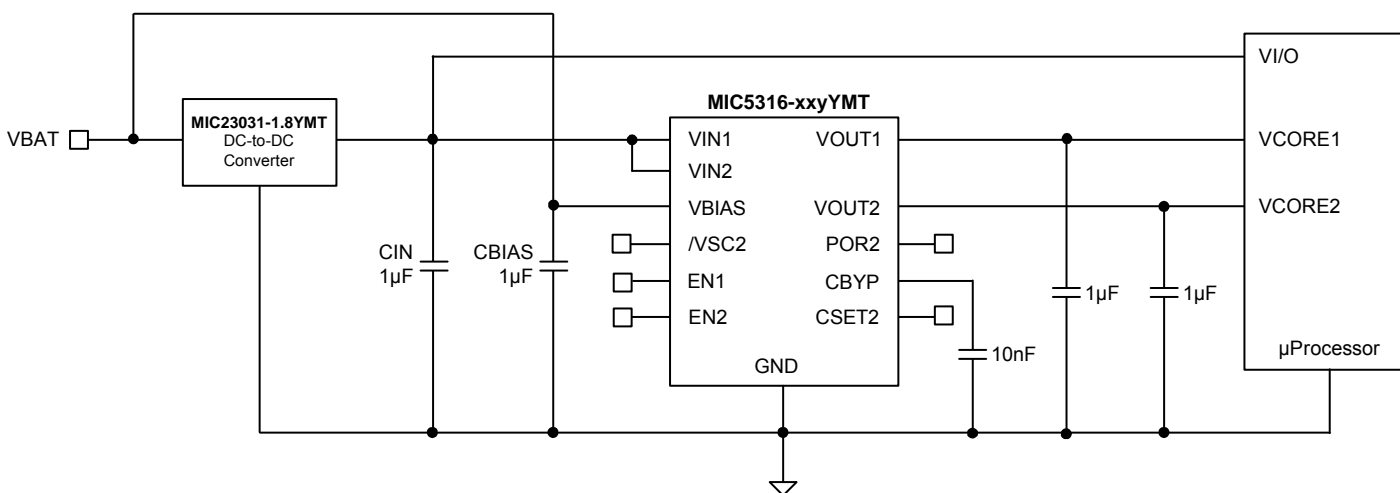 VI/O
MIC5316-xxyYMT
VBAT
MIC23031-1.8YMT
DC-to-DC
Converter
VIN1
VOUT1
VCORE1
VIN2
VBIAS
VOUT2
VCORE2
/VSC2
POR2
CIN
1µF
CBIAS
1µF
EN1
CBYP
1µF
1µF
EN2
CSET2
10nF
µProcessor
GND